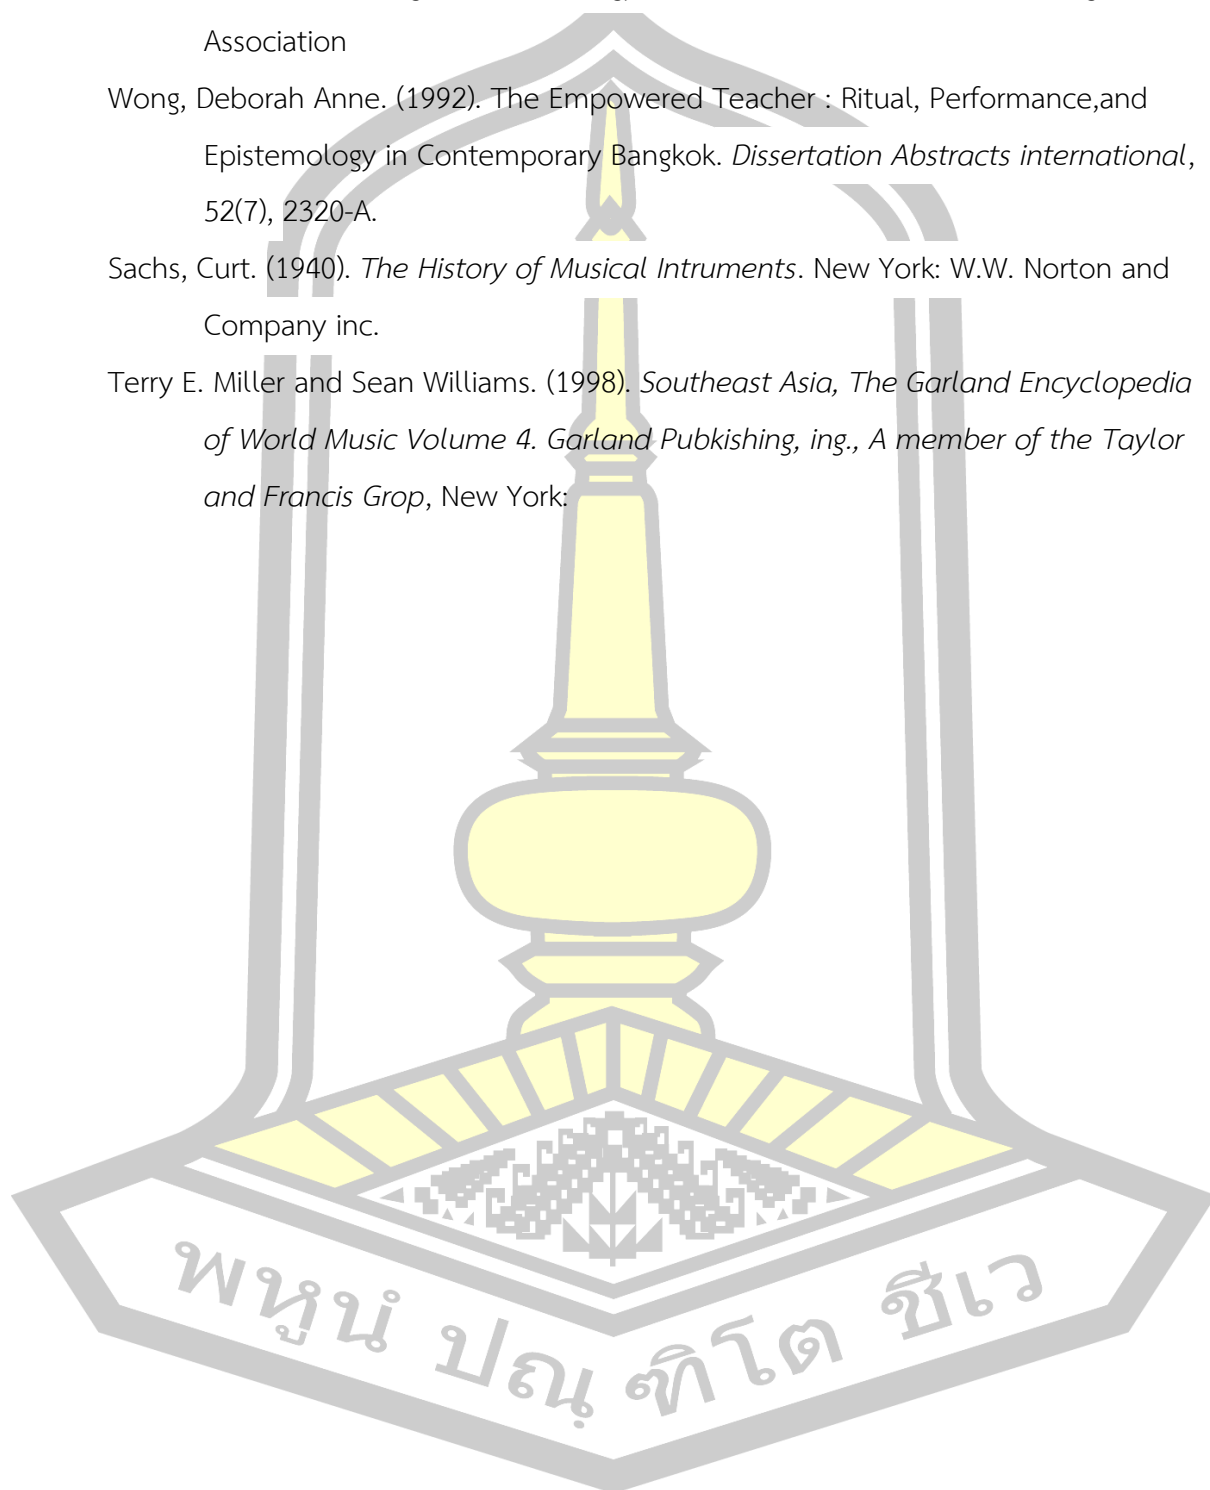 Association
Wong, Deborah Anne. (1992). The Empowered Teacher : Ritual, Performance,and
Epistemology in Contemporary Bangkok. Dissertation Abstracts international,
52(7), 2320-A.
Sachs, Curt. (1940). The History of Musical Intruments. New York: W.W. Norton and
Company inc.
Terry E. Miller and Sean Williams. (1998). Southeast Asia, The Garland Encyclopedia
of World Music Volume 4. Garland Pubkishing, ing., A member of the Taylor
and Francis Grop, New York:
พหูนํ ปณฺฑิโต ชีเว